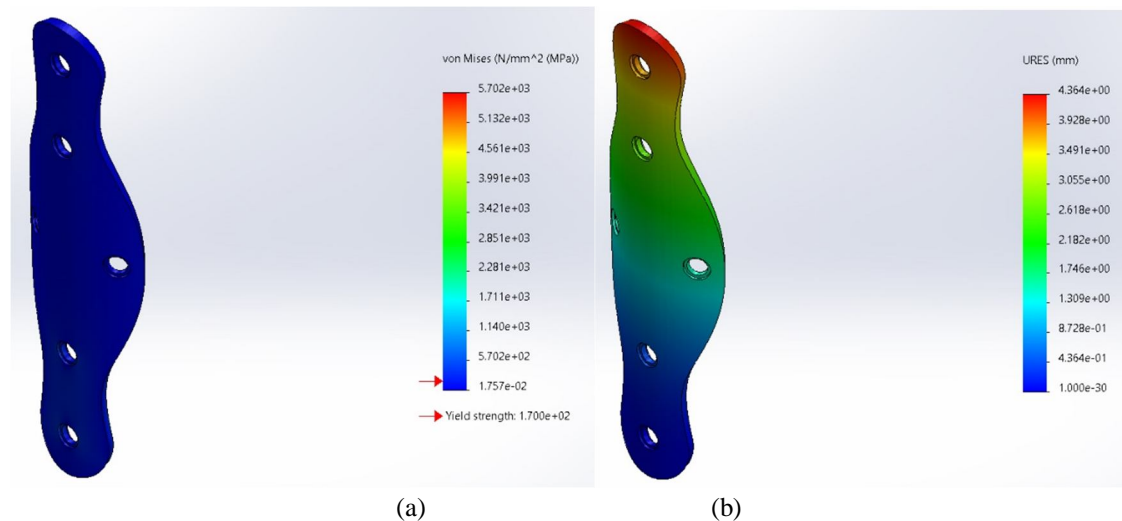 von Mises (N/mm^2 (MPa))
5.702e+03
5.132e+03
4.561e+03
3.991e+03
3.421e+03
2.851e+03
2.281e+03
1.711e+03
1.140e+03
5.702e+02
1.757e-02
Yield strength: 1.700e+02
URES (mm)
4.364e+00
3.928e+00
3.491e+00
3.055e+00
2.618e+00
2.182e+00
1.746e+00
1.309e+00
8.728e-01
4.364e-01
1.000e-30
(a)
(b)